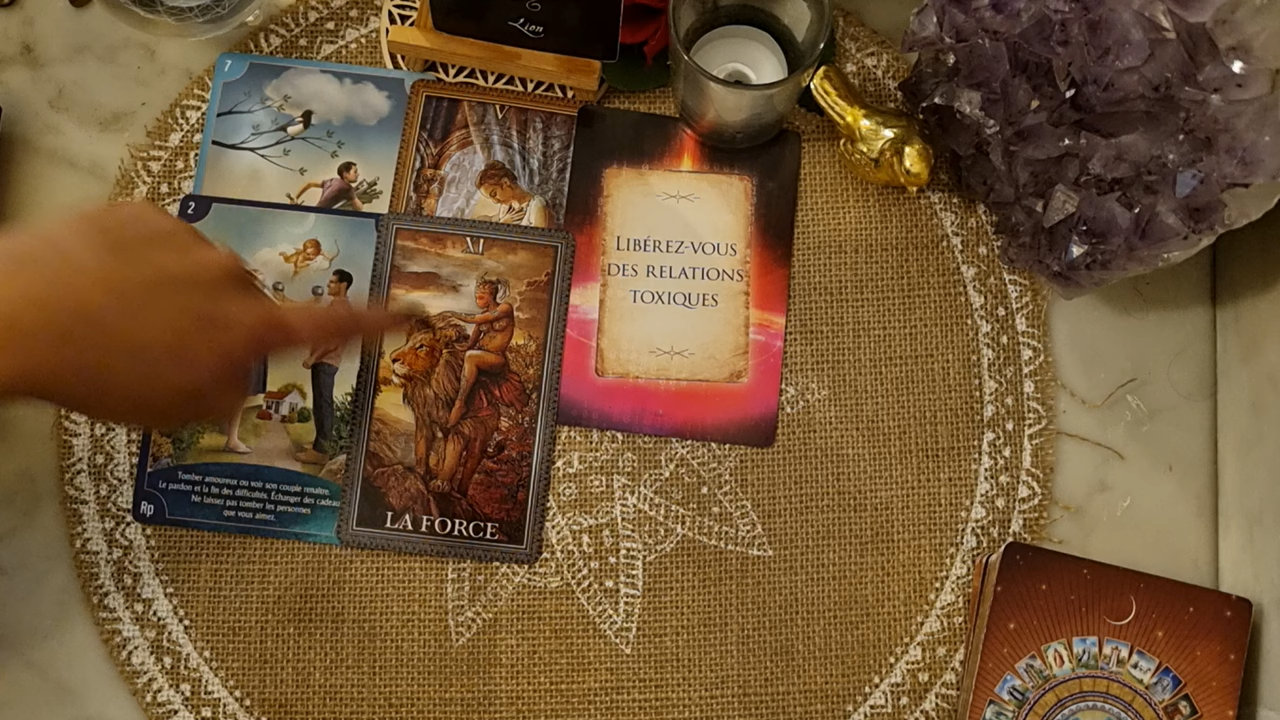 Lion
7
V
2
LIBÉREZ-VOUS
DES RELATIONS
TOXIQUES
XI
Tomber amoureux ou voir son couple renaître.
Le pardon et la fin des difficultés. Échanger des cadeau
Ne laissez pas tomber les personnes
que vous aimez.
Rp
LA FORCE